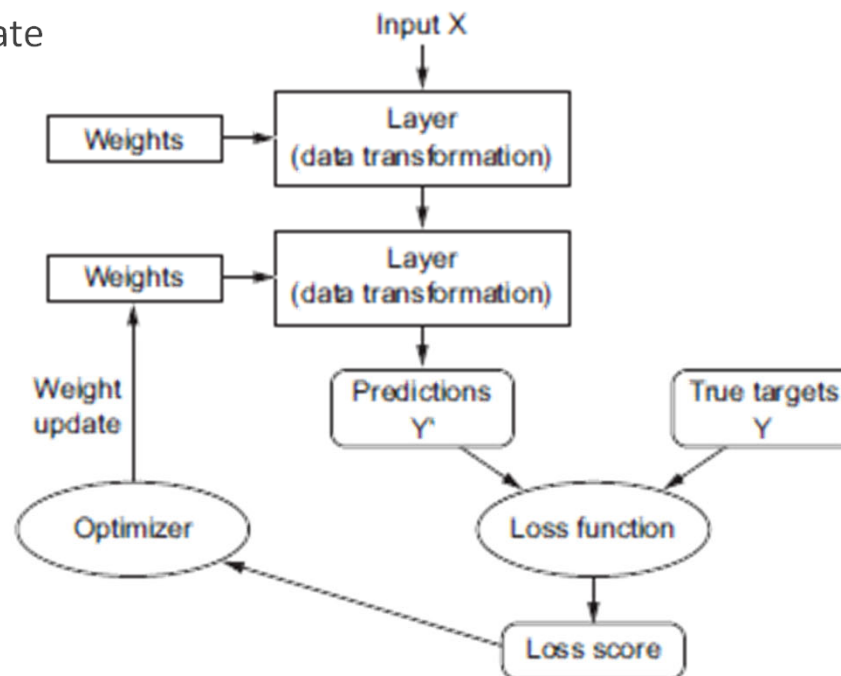 ate
Input X
Weights
Layer
(data transformation)
Weights
Layer
(data transformation)
Weight
update
Predictions
Y'
True targets
Y
Optimizer
Loss function
Loss score